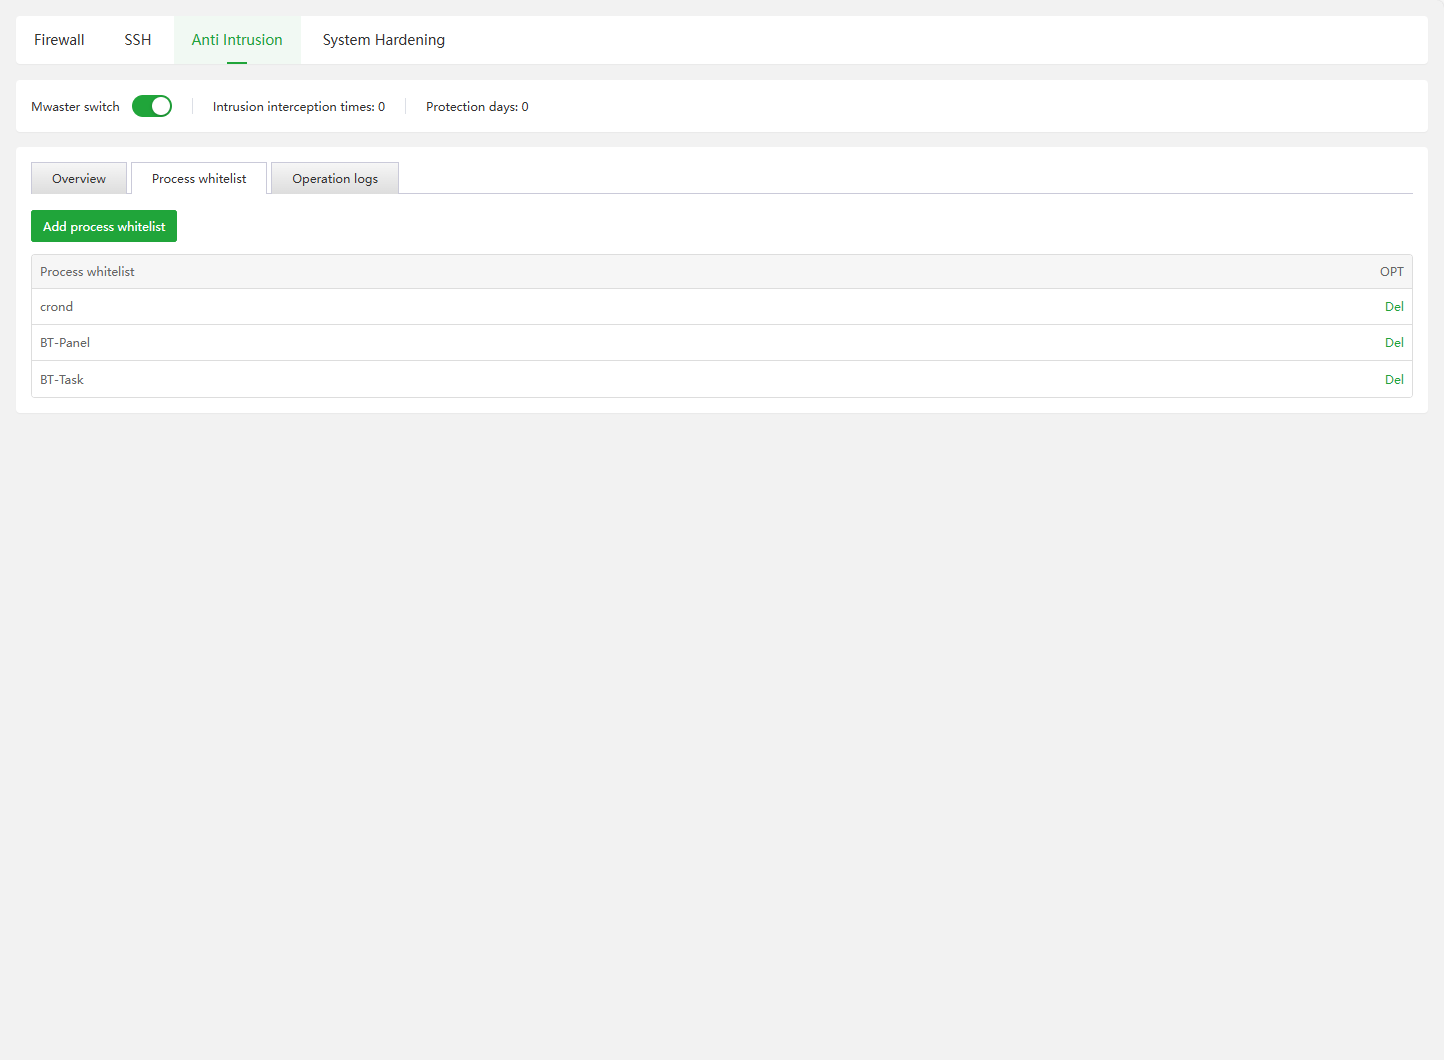 Firewall SSH Anti Intrusion System Hardening
Mwaster switch Intrusion interception times: 0 Protection days: 0
Overview Process whitelist Operation logs
Add process whitelist
Process whitelist OPT
crond Del
BT-Panel Del
BT-Task Del